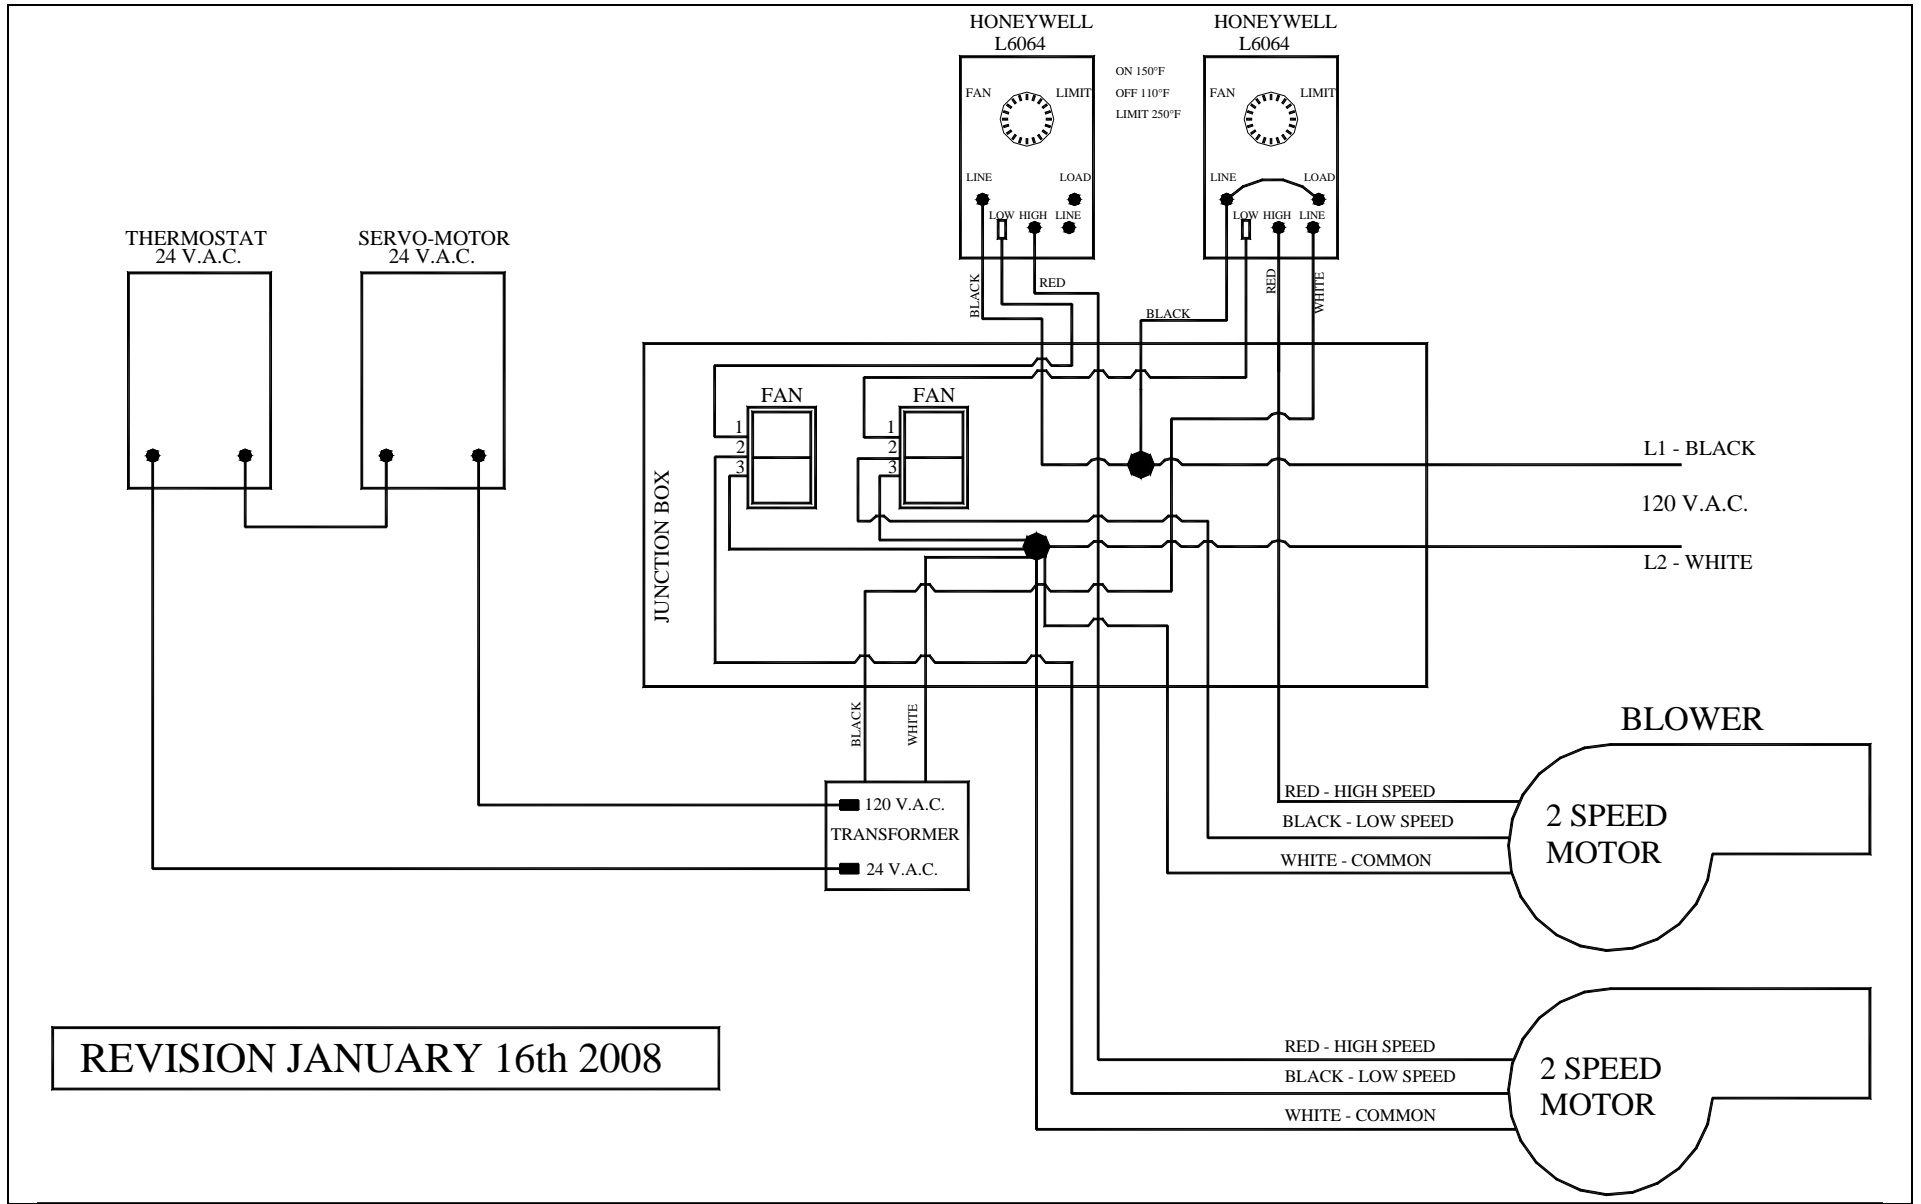 HONEYWELL
L6064
HONEYWELL
L6064
ON 150°F
OFF 110°F
LIMIT 250°F
FAN
LIMIT
LINE
LOAD
LOW
HIGH
LINE
FAN
LIMIT
LINE
LOAD
LOW
HIGH
LINE
THERMOSTAT
24 V.A.C.
SERVO-MOTOR
24 V.A.C.
BLACK
RED
BLACK
RED
WHITE
JUNCTION BOX
FAN
1
2
3
FAN
1
2
3
L1 - BLACK
120 V.A.C.
L2 - WHITE
BLACK
WHITE
120 V.A.C.
TRANSFORMER
24 V.A.C.
BLOWER
RED - HIGH SPEED
BLACK - LOW SPEED
WHITE - COMMON
2 SPEED
MOTOR
RED - HIGH SPEED
BLACK - LOW SPEED
WHITE - COMMON
2 SPEED
MOTOR
REVISION JANUARY 16th 2008